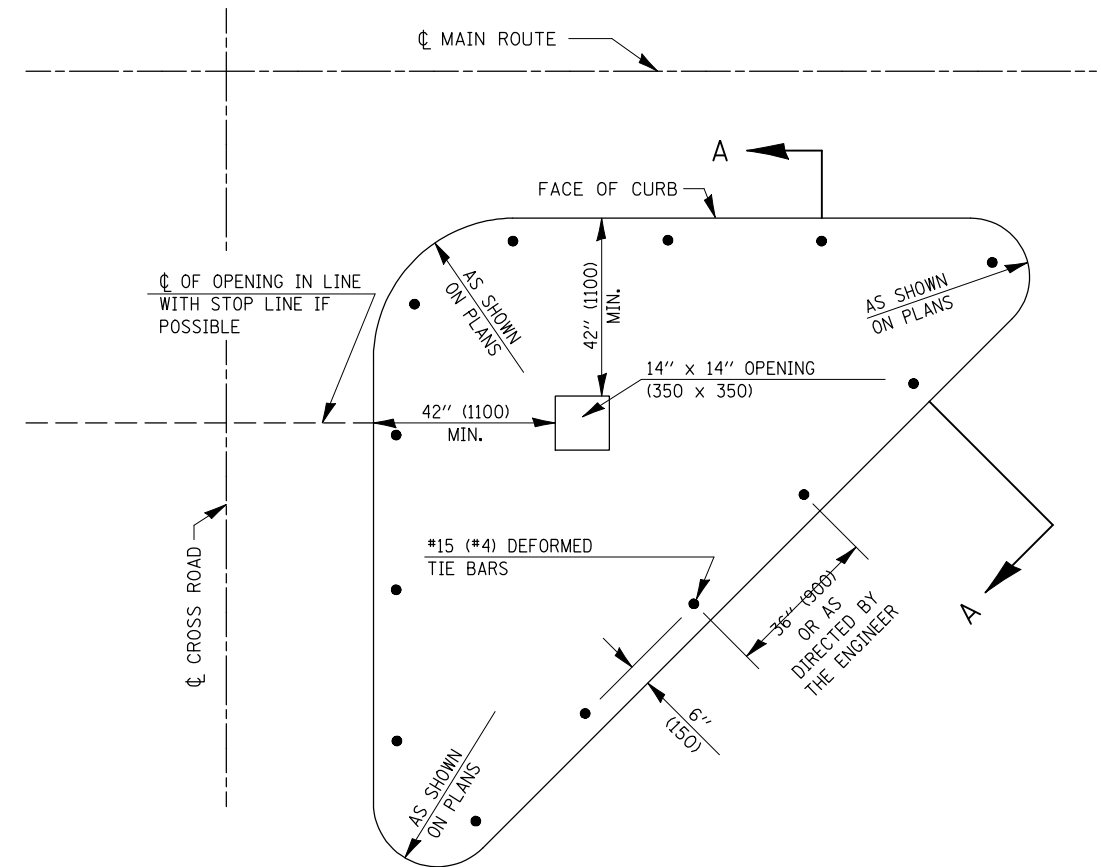 ℄ MAIN ROUTE
A
FACE OF CURB
℄ OF OPENING IN LINE
WITH STOP LINE IF
POSSIBLE
AS SHOWN
ON PLANS
42" (1100)
MIN.
AS SHOWN
ON PLANS
14" x 14" OPENING
(350 x 350)
42" (1100)
MIN.
#15 (#4) DEFORMED
TIE BARS
℄ CROSS ROAD
36" (900)
OR AS
DIRECTED BY
THE ENGINEER
A
6"
(150)
AS SHOWN
ON PLANS